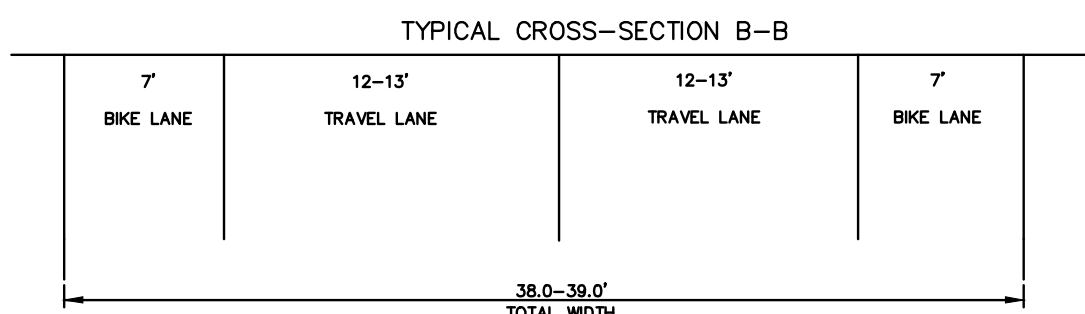 TYPICAL CROSS-SECTION B-B
7' 12-13' 12-13' 7'
BIKE LANE TRAVEL LANE TRAVEL LANE BIKE LANE
38.0-39.0'
TOTAL WIDTH